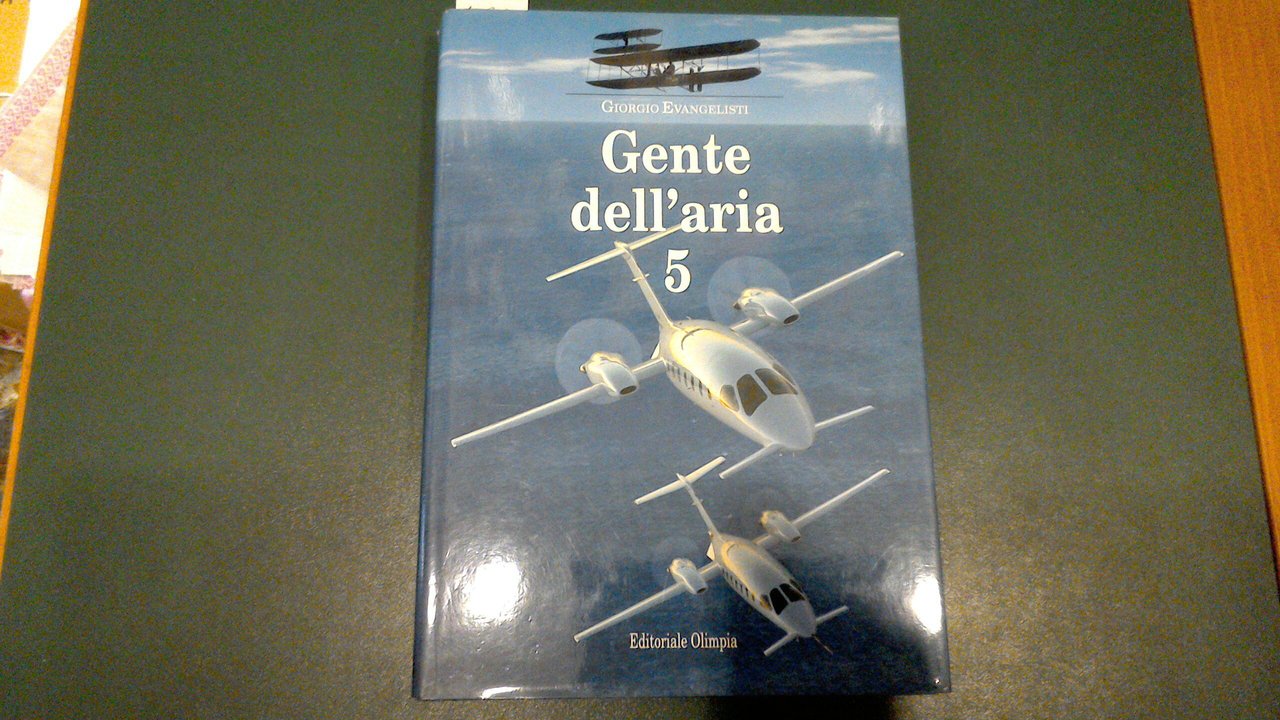 GIORGIO EVANGELISTI
Gente
dell'aria
5
Editoriale Olimpia